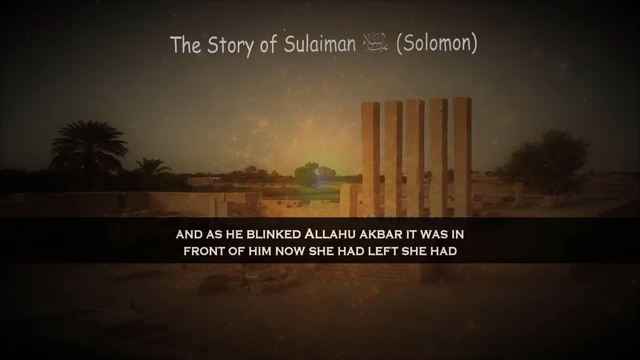 The Story of Sulaiman (Solomon)
AND AS HE BLINKED ALLAHU AKBAR IT WAS IN
FRONT OF HIM NOW SHE HAD LEFT SHE HAD